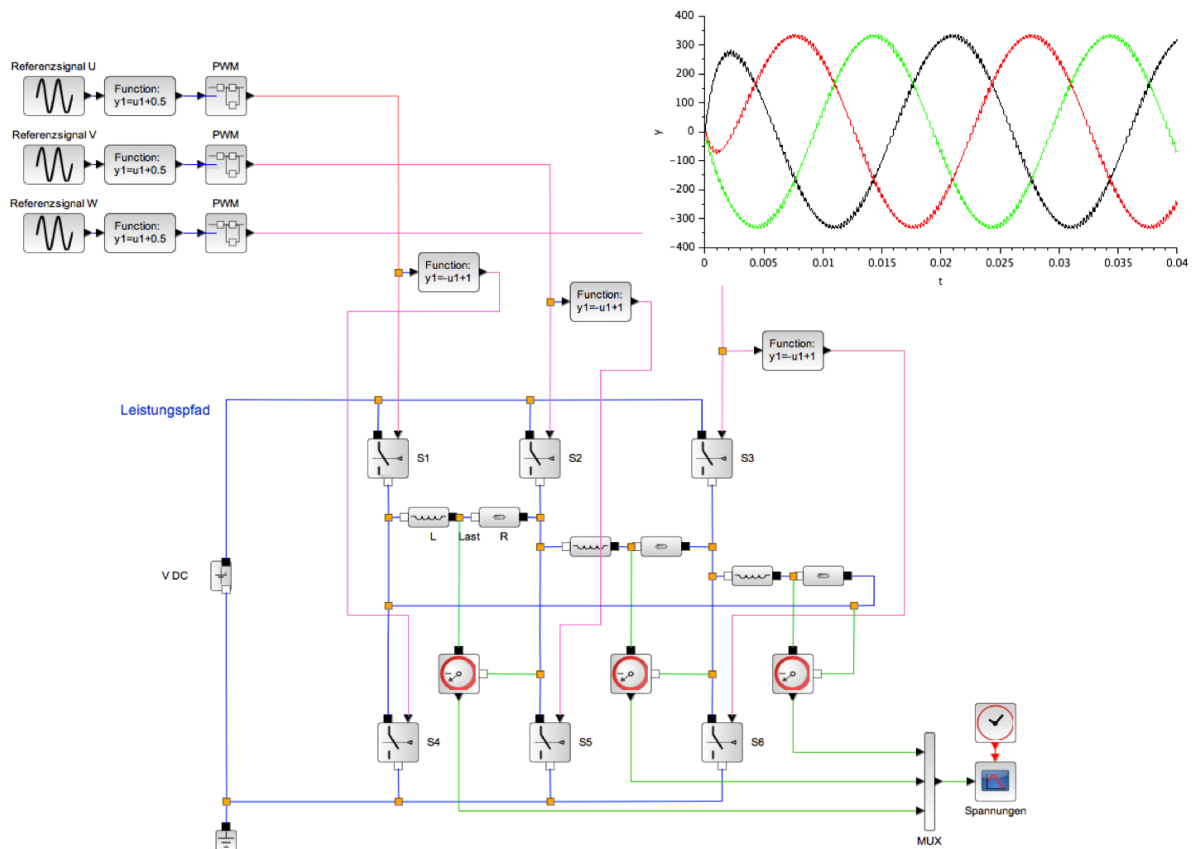 Referenzsignal U
PWM
Function:
y1=u1+0.5
Referenzsignal V
PWM
Function:
y1=u1+0.5
Referenzsignal W
PWM
Function:
y1=u1+0.5
400
300
200
100
0
-100
-200
-300
-400
y
0
0.005
0.01
0.015
0.02
0.025
0.03
0.035
0.04
t
Function:
y1=-u1+1
Function:
y1=-u1+1
Function:
y1=-u1+1
Leistungspfad
S1
S2
S3
L
Last
R
V DC
S4
S5
S6
Spannungen
MUX